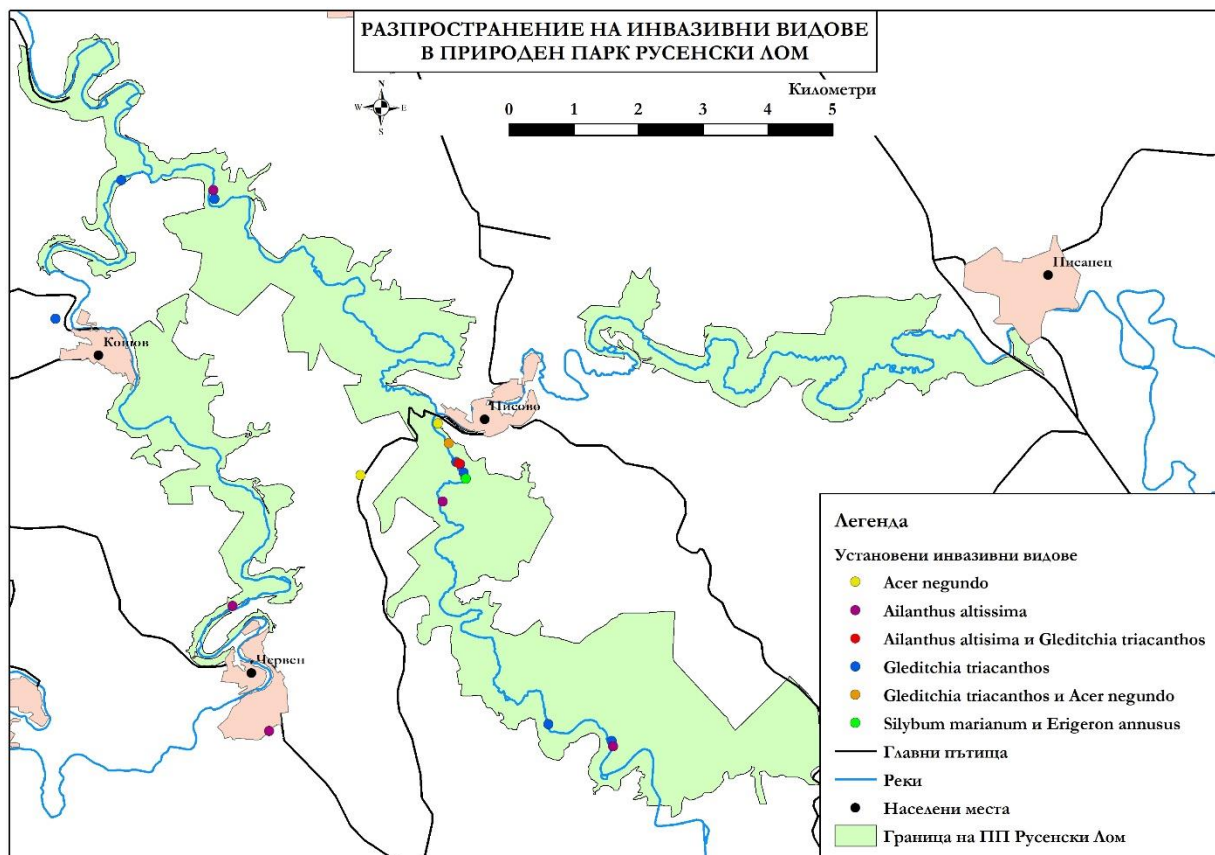 РАЗПРОСТРАНЕНИЕ НА ИНВАЗИВНИ ВИДОВЕ
В ПРИРОДЕН ПАРК РУСЕНСКИ ЛОМ
Километри
0 1 2 3 4 5
N
W E
S
Писанец
Кошов
Нисово
Червен
Легенда
Установени инвазивни видове
Acer negundo
Ailanthus altissima
Ailanthus altisima и Gleditchia triacanthos
Gleditchia triacanthos
Gleditchia triacanthos и Acer negundo
Silybum marianum и Erigeron annusus
Главни пътища
Реки
Населени места
Граница на ПП Русенски Лом